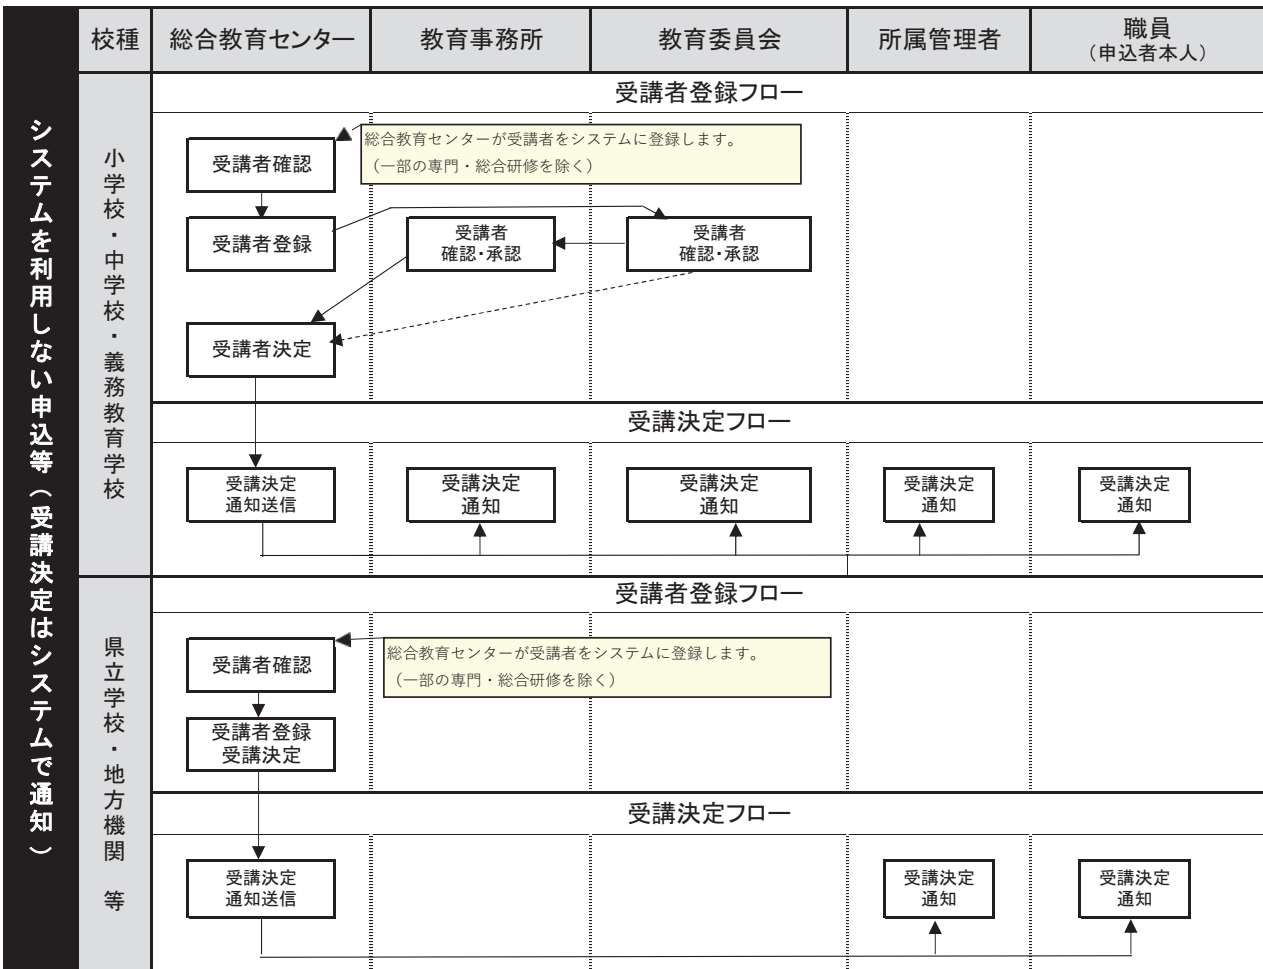 システムを利用しない申込等（受講決定はシステムで通知）
校種
総合教育センター
教育事務所
教育委員会
所属管理者
職員
（申込者本人）
小学校・中学校・義務教育学校
受講者登録フロー
総合教育センターが受講者をシステムに登録します。
（一部の専門・総合研修を除く）
受講者確認
受講者登録
受講者
確認・承認
受講者
確認・承認
受講者決定
受講決定フロー
受講決定
通知送信
受講決定
通知
受講決定
通知
受講決定
通知
受講決定
通知
県立学校・地方機関　等
受講者登録フロー
総合教育センターが受講者をシステムに登録します。
（一部の専門・総合研修を除く）
受講者確認
受講者登録
受講決定
受講決定フロー
受講決定
通知送信
受講決定
通知
受講決定
通知